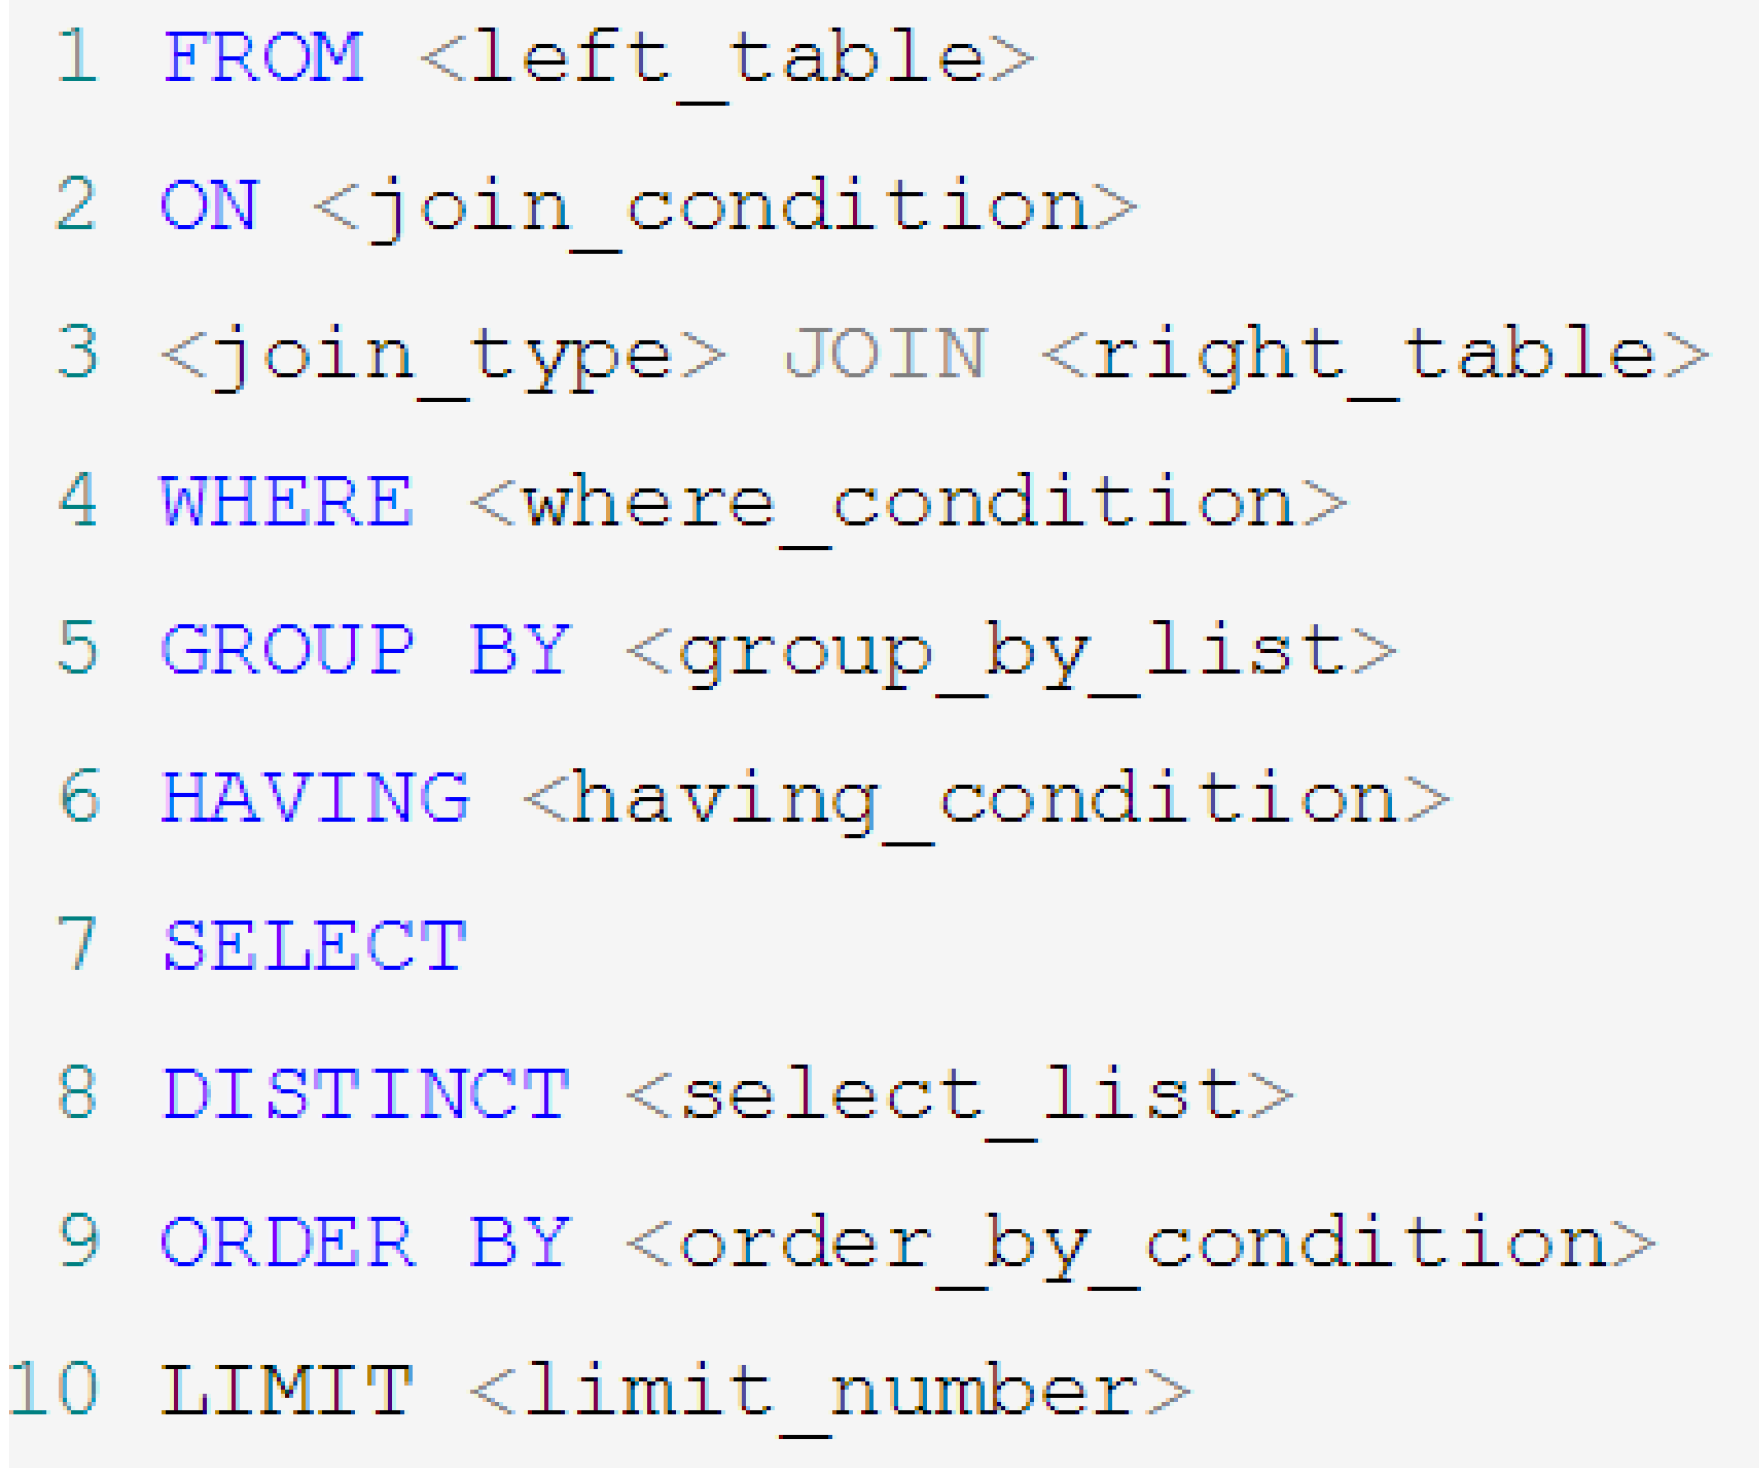 1 FROM <left_table>
2 ON <join_condition>
3 <join_type> JOIN <right_table>
4 WHERE <where_condition>
5 GROUP BY <group_by_list>
6 HAVING <having_condition>
7 SELECT
8 DISTINCT <select_list>
9 ORDER BY <order_by_condition>
10 LIMIT <limit_number>